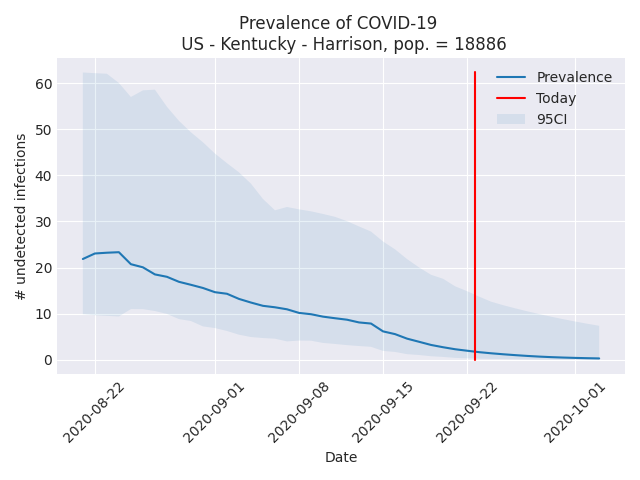 Prevalence of COVID-19
US - Kentucky - Harrison, pop. = 18886
# undetected infections
60
50
40
30
20
10
0
Prevalence
Today
95CI
2020-08-22
2020-09-01
2020-09-08
2020-09-15
2020-09-22
2020-10-01
Date